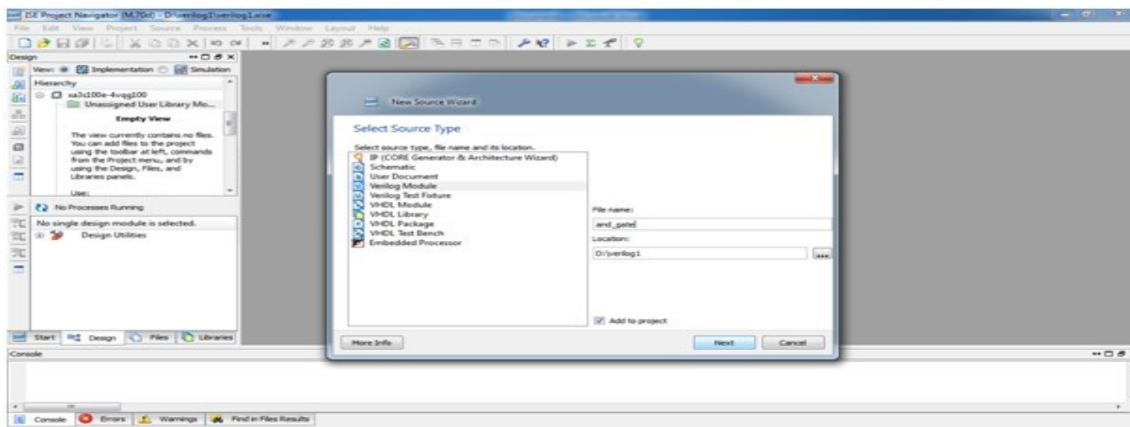 ISE Project Navigator (M.70d) - D:\verilog1\verilog1.xise
File Edit View Project Source Process Tools Window Layout Help
Design
View: Implementation Simulation
Hierarchy
xa3s100e-4vqg100
Unassigned User Library Mo...
Empty View
The view currently contains no files.
You can add files to the project
using the toolbar at left, commands
from the Project menu, and by
using the Design, Files, and
Libraries panels.
Use:
No Processes Running
No single design module is selected.
Design Utilities
Start Design Files Libraries
New Source Wizard
Select Source Type
Select source type, file name and its location.
IP (CORE Generator & Architecture Wizard)
Schematic
User Document
Verilog Module
Verilog Test Fixture
VHDL Module
VHDL Library
VHDL Package
VHDL Test Bench
Embedded Processor
File name:
and_gate
Location:
D:\verilog1
...
Add to project
More Info
Next
Cancel
Console
Console Errors Warnings Find in Files Results